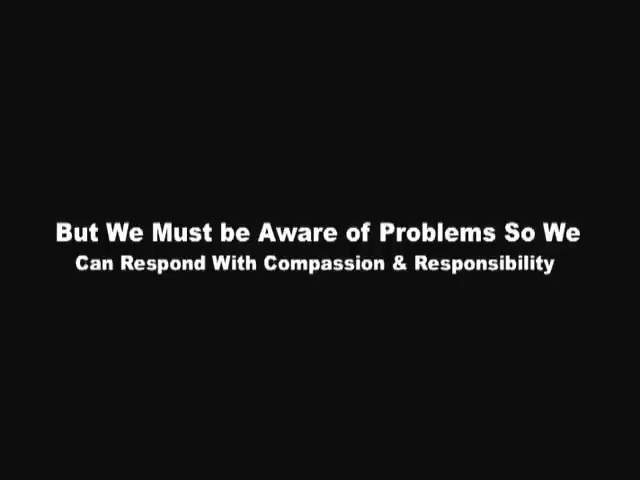 But We Must be Aware of Problems So We
Can Respond With Compassion & Responsibility